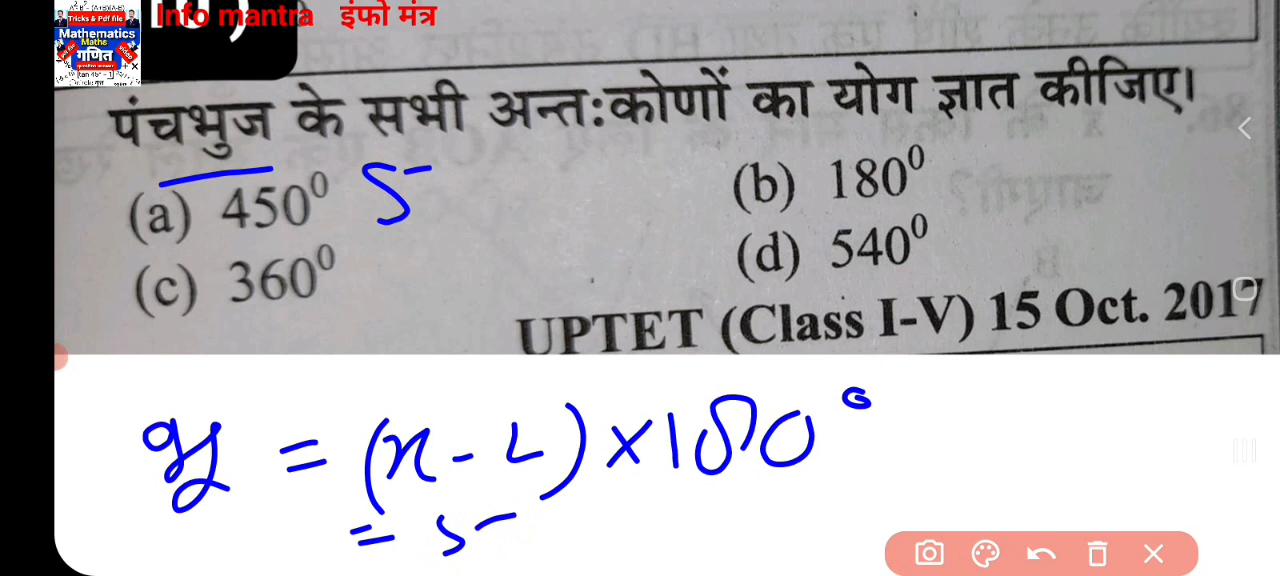 Info mantra इंफो मंत्र
Tricks & Pdf file
Mathematics
Maths
गणित
पंचभुज के सभी अन्तःकोणों का योग ज्ञात कीजिए।
(a) 450⁰ 5
(b) 180⁰
(c) 360⁰
(d) 540⁰
UPTET (Class I-V) 15 Oct. 2017
= (n - 2) × 180°
= 5